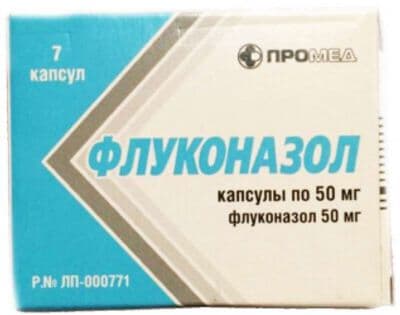 7
капсул
ПРОМЕД
ФЛУКОНАЗОЛ
капсулы по 50 мг
флуконазол 50 мг
Р.№ ЛП-000771